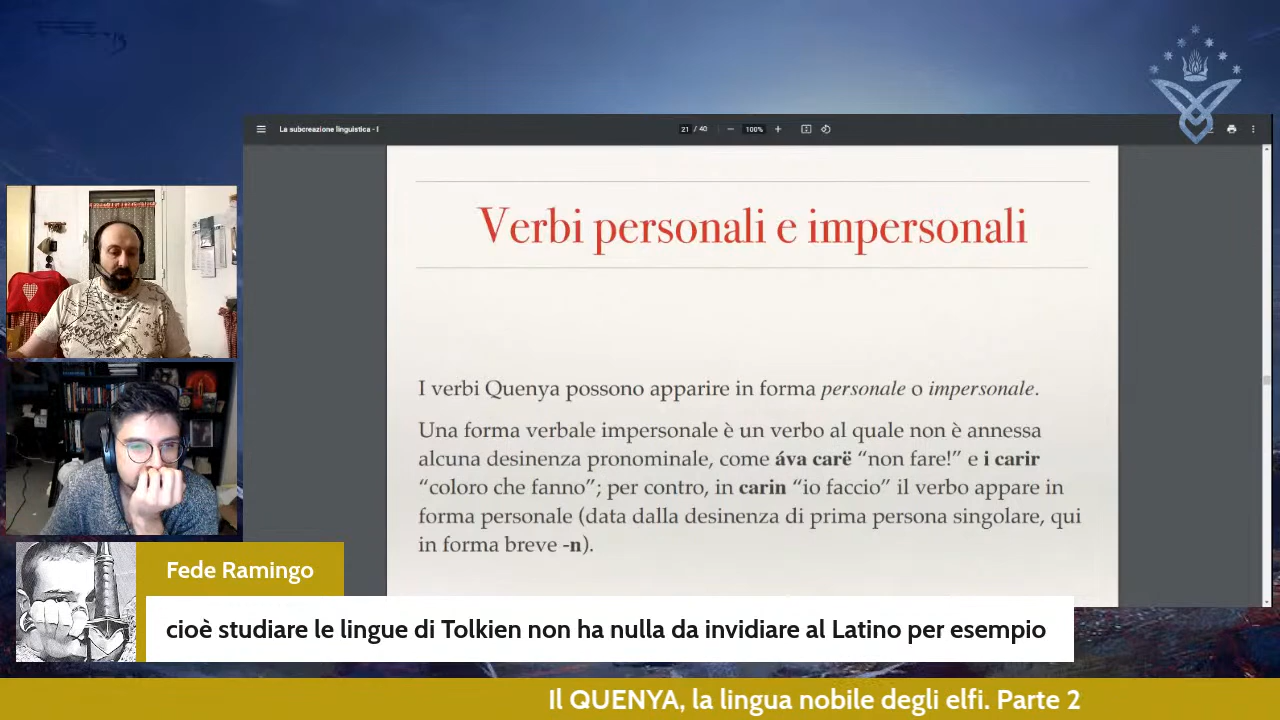 La subcreazione linguistica - I
21 / 40
100%
Verbi personali e impersonali
I verbi Quenya possono apparire in forma personale o impersonale.
Una forma verbale impersonale è un verbo al quale non è annessa
alcuna desinenza pronominale, come áva carë “non fare!” e i carir
“coloro che fanno”; per contro, in carin “io faccio” il verbo appare in
forma personale (data dalla desinenza di prima persona singolare, qui
in forma breve -n).
Fede Ramingo
cioè studiare le lingue di Tolkien non ha nulla da invidiare al Latino per esempio
Il QUENYA, la lingua nobile degli elfi. Parte 2